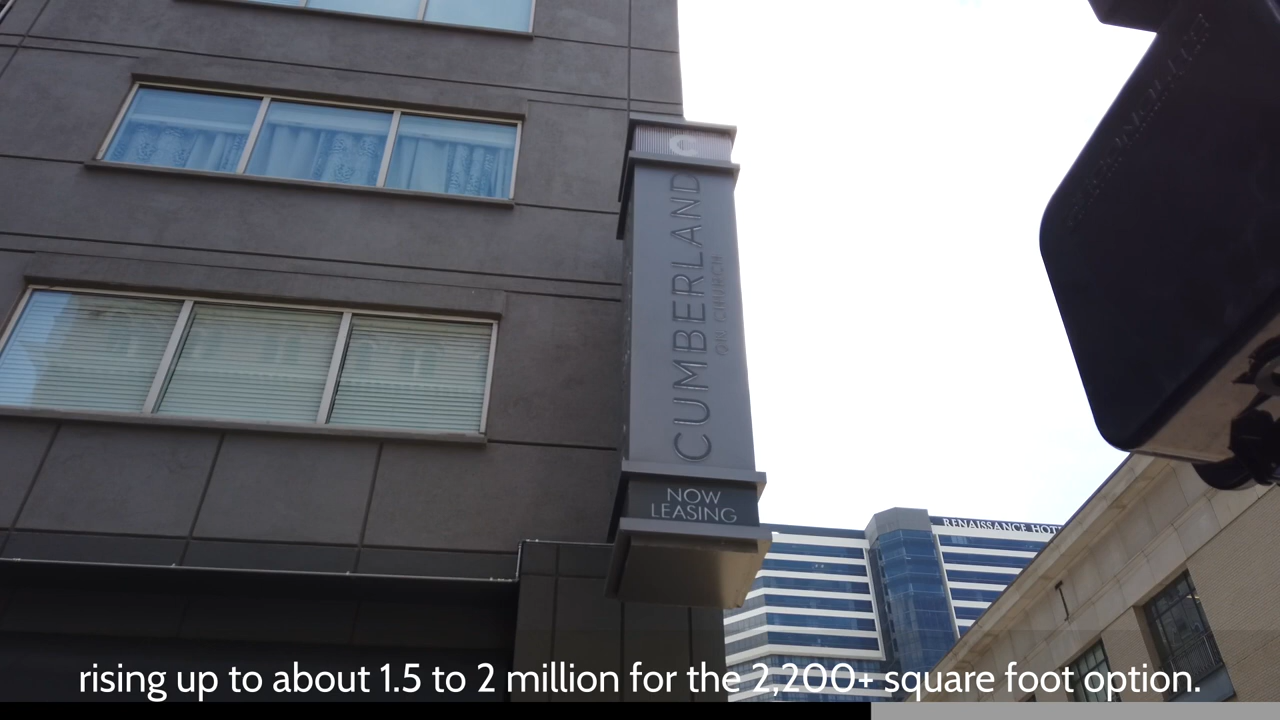 CUMBERLAND
ON CHURCH
NOW
LEASING
RENAISSANCE HOT
rising up to about 1.5 to 2 million for the 2,200+ square foot option.